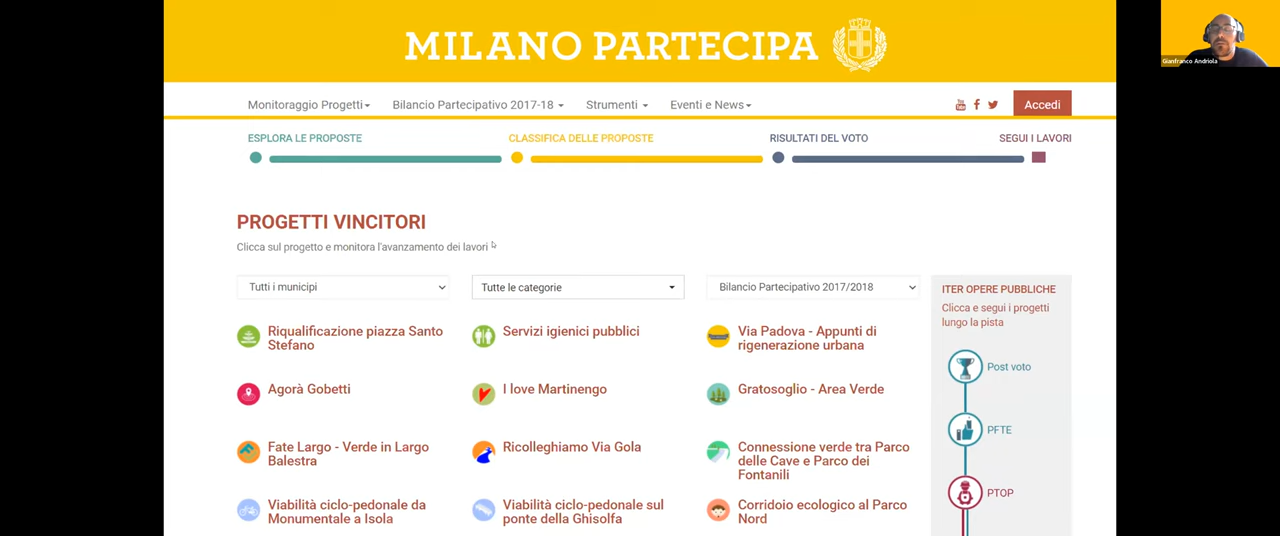 MILANO PARTECIPA
Gianfranco Andriola
Monitoraggio Progetti
Bilancio Partecipativo 2017-18
Strumenti
Eventi e News
You Tube
Accedi
ESPLORA LE PROPOSTE
CLASSIFICA DELLE PROPOSTE
RISULTATI DEL VOTO
SEGUI I LAVORI
PROGETTI VINCITORI
Clicca sul progetto e monitora l'avanzamento dei lavori
Tutti i municipi
Tutte le categorie
Bilancio Partecipativo 2017/2018
Riqualificazione piazza Santo
Stefano
Servizi igienici pubblici
Via Padova - Appunti di
rigenerazione urbana
Agorà Gobetti
I love Martinengo
Gratosoglio - Area Verde
Fate Largo - Verde in Largo
Balestra
Ricolleghiamo Via Gola
Connessione verde tra Parco
delle Cave e Parco dei
Fontanili
Viabilità ciclo-pedonale da
Monumentale a Isola
Viabilità ciclo-pedonale sul
ponte della Ghisolfa
Corridoio ecologico al Parco
Nord
ITER OPERE PUBBLICHE
Clicca e segui i progetti
lungo la pista
Post voto
PFTE
PTOP